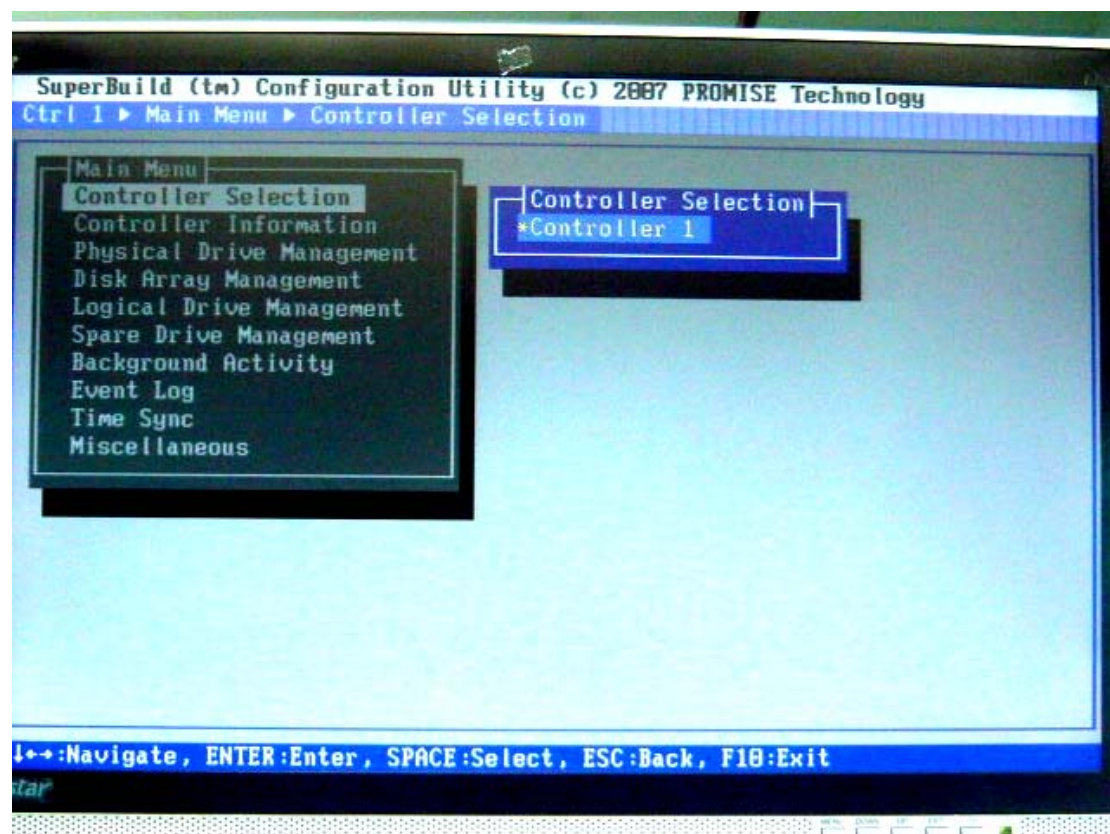 SuperBuild (tm) Configuration Utility (c) 2007 PROMISE Technology
Ctrl 1 ▶ Main Menu ▶ Controller Selection
Main Menu
Controller Selection
Controller Information
Physical Drive Management
Disk Array Management
Logical Drive Management
Spare Drive Management
Background Activity
Event Log
Time Sync
Miscellaneous
Controller Selection
*Controller 1
↓←→:Navigate, ENTER:Enter, SPACE:Select, ESC:Back, F10:Exit
star